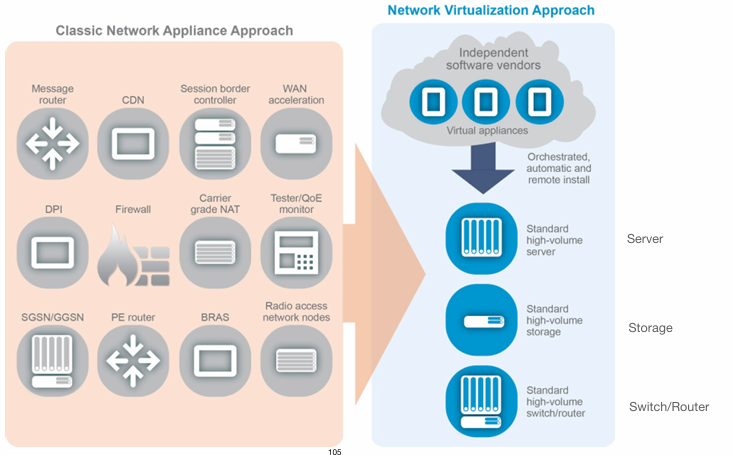 Network Virtualization Approach
Classic Network Appliance Approach
Message
router
CDN
Session border
controller
WAN
acceleration
DPI
Firewall
Carrier
grade NAT
Tester/QoE
monitor
SGSN/GGSN
PE router
BRAS
Radio access
network nodes
Independent
software vendors
Virtual appliances
Orchestrated,
automatic and
remote install
Standard
high-volume
server
Server
Standard
high-volume
storage
Storage
Standard
high-volume
switch/router
Switch/Router
105